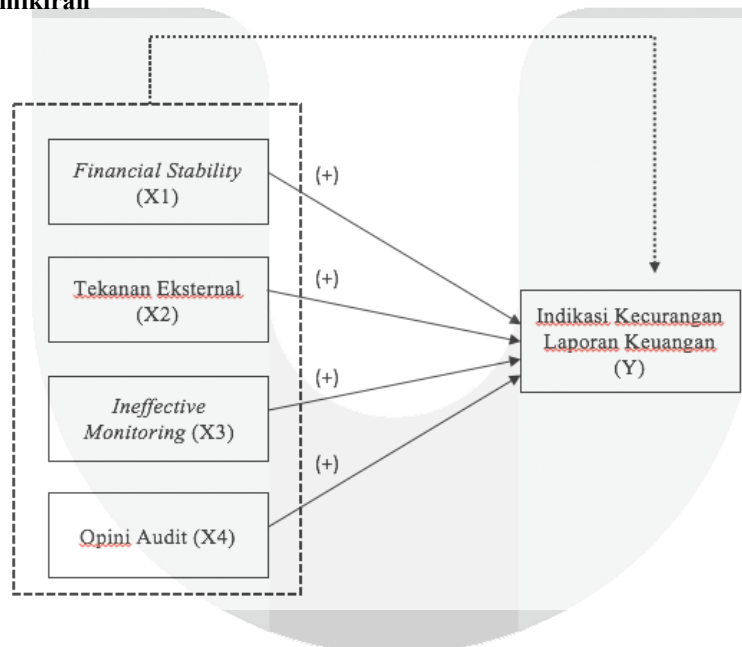 Financial Stability
(X1)
(+)
Tekanan Eksternal
(X2)
(+)
Ineffective
Monitoring (X3)
(+)
Opini Audit (X4)
(+)
Indikasi Kecurangan
Laporan Keuangan
(Y)